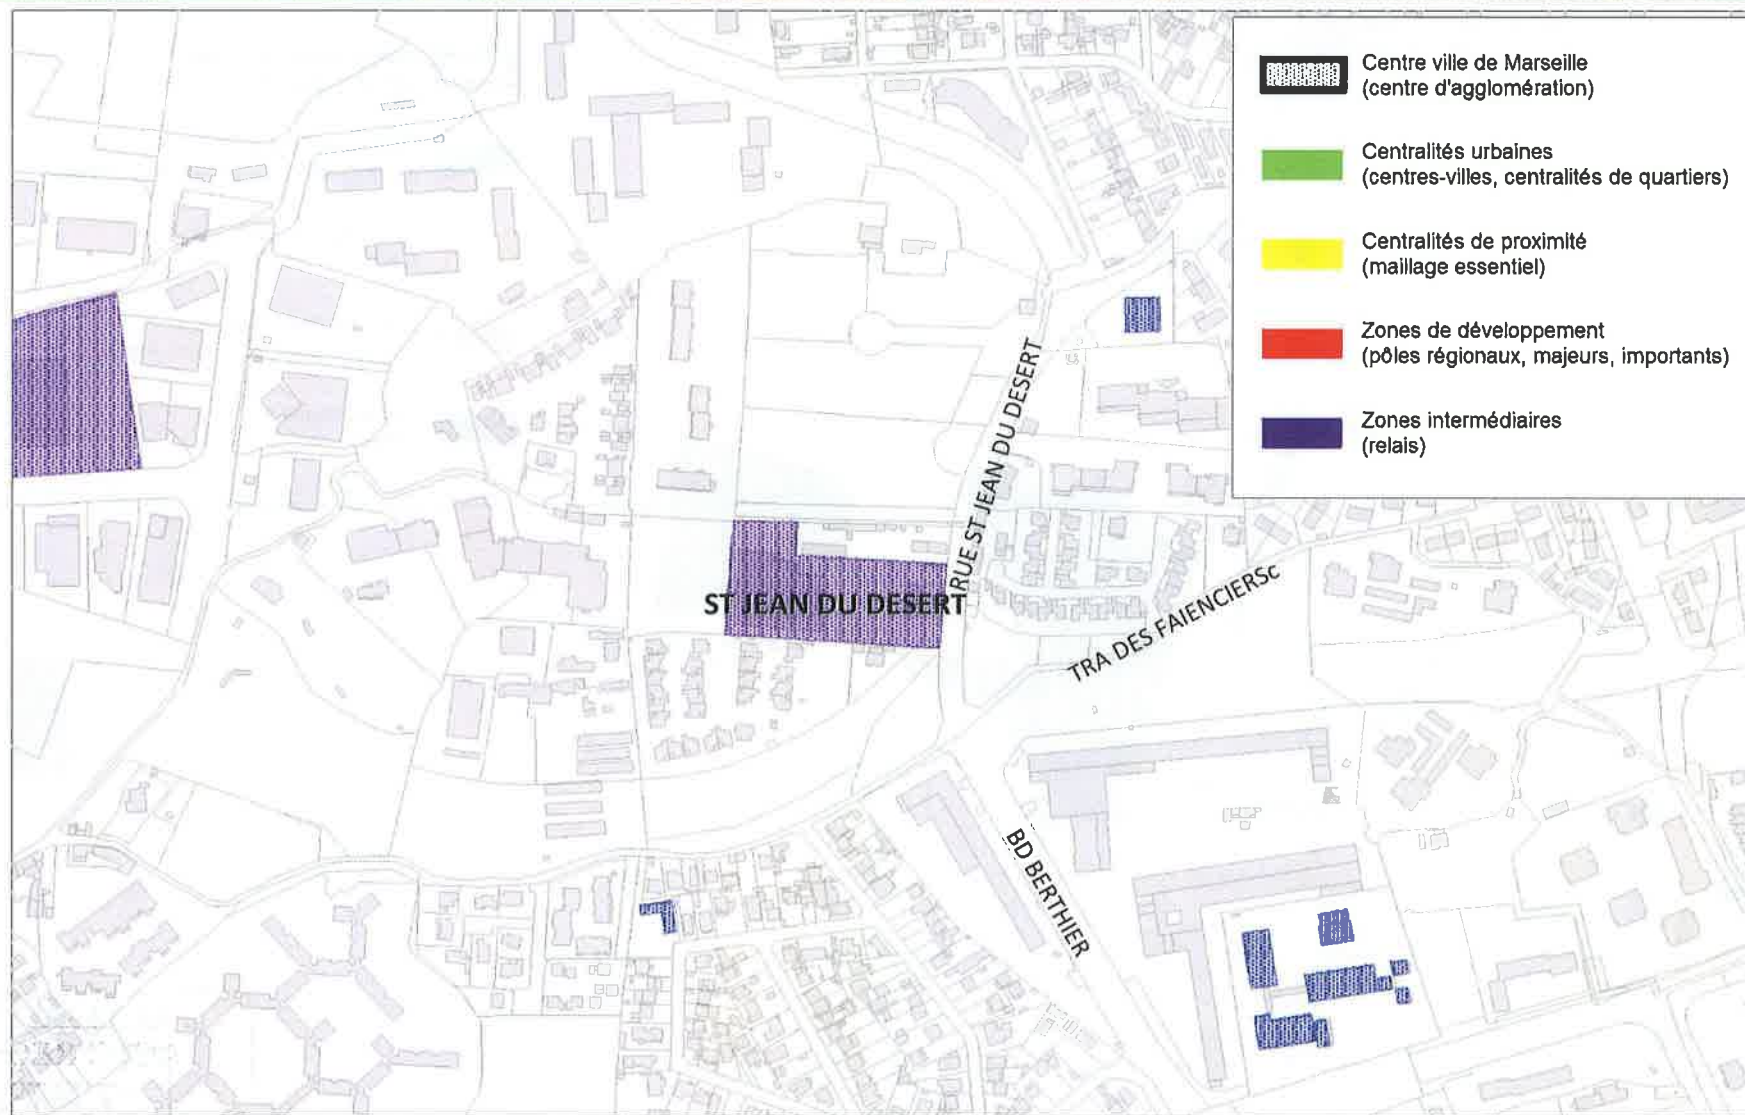 Centre ville de Marseille
(centre d'agglomération)
Centralités urbaines
(centres-villes, centralités de quartiers)
Centralités de proximité
(maillage essentiel)
Zones de développement
(pôles régionaux, majeurs, importants)
Zones intermédiaires
(relais)
RUE ST JEAN DU DESERT
ST JEAN DU DESERT
TRA DES FAIENCIERSc
BD BERTHIER